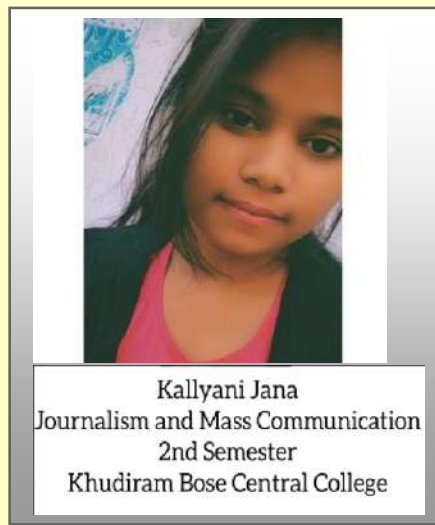 Kallyani Jana
Journalism and Mass Communication
2nd Semester
Khudiram Bose Central College